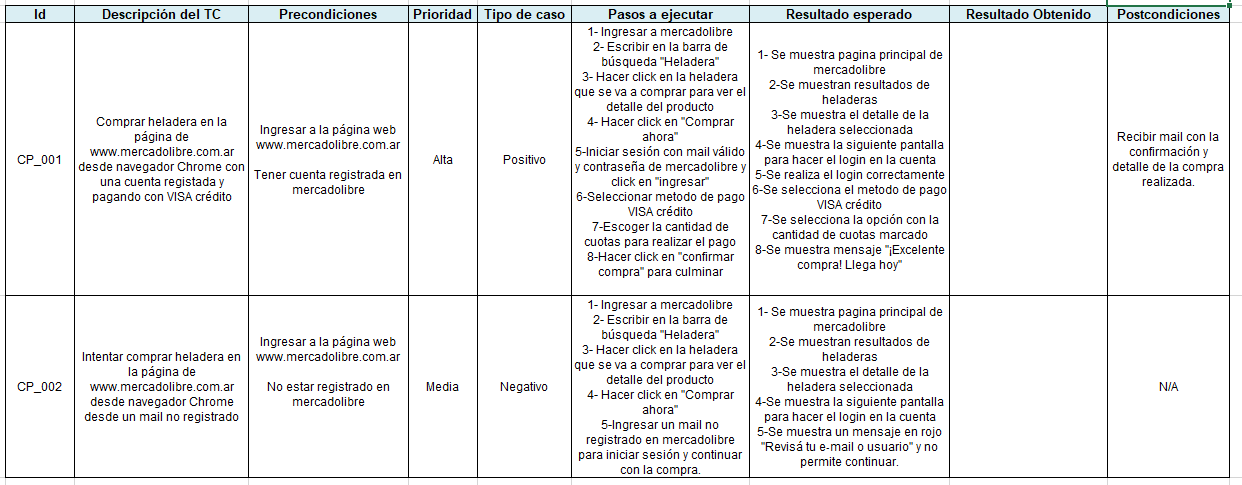 Id
Descripción del TC
Precondiciones
Prioridad
Tipo de caso
Pasos a ejecutar
Resultado esperado
Resultado Obtenido
Postcondiciones
CP_001
Comprar heladera en la
página de
www.mercadolibre.com.ar
desde navegador Chrome con
una cuenta registada y
pagando con VISA crédito
Ingresar a la página web
www.mercadolibre.com.ar
Tener cuenta registrada en
mercadolibre
Alta
Positivo
1- Ingresar a mercadolibre
2- Escribir en la barra de
búsqueda "Heladera"
3- Hacer click en la heladera
que se va a comprar para ver el
detalle del producto
4- Hacer click en "Comprar
ahora"
5-Iniciar sesión con mail válido
y contraseña de mercadolibre y
click en "ingresar"
6-Seleccionar metodo de pago
VISA crédito
7-Escoger la cantidad de
cuotas para realizar el pago
8-Hacer click en "confirmar
compra" para culminar
1- Se muestra pagina principal de
mercadolibre
2-Se muestran resultados de
heladeras
3-Se muestra el detalle de la
heladera seleccionada
4-Se muestra la siguiente pantalla
para hacer el login en la cuenta
5-Se realiza el login correctamente
6-Se selecciona el metodo de pago
VISA crédito
7-Se selecciona la opción con la
cantidad de cuotas marcado
8-Se muestra mensaje "¡Excelente
compra! Llega hoy"
Recibir mail con la
confirmación y
detalle de la compra
realizada.
CP_002
Intentar comprar heladera en
la página de
www.mercadolibre.com.ar
desde navegador Chrome
desde un mail no registrado
Ingresar a la página web
www.mercadolibre.com.ar
No estar registrado en
mercadolibre
Media
Negativo
1- Ingresar a mercadolibre
2- Escribir en la barra de
búsqueda "Heladera"
3- Hacer click en la heladera
que se va a comprar para ver el
detalle del producto
4- Hacer click en "Comprar
ahora"
5-Ingresar un mail no
registrado en mercadolibre
para iniciar sesión y continuar
con la compra.
1- Se muestra pagina principal de
mercadolibre
2-Se muestran resultados de
heladeras
3-Se muestra el detalle de la
heladera seleccionada
4-Se muestra la siguiente pantalla
para hacer el login en la cuenta
5-Se muestra un mensaje en rojo
"Revisá tu e-mail o usuario" y no
permite continuar.
N/A